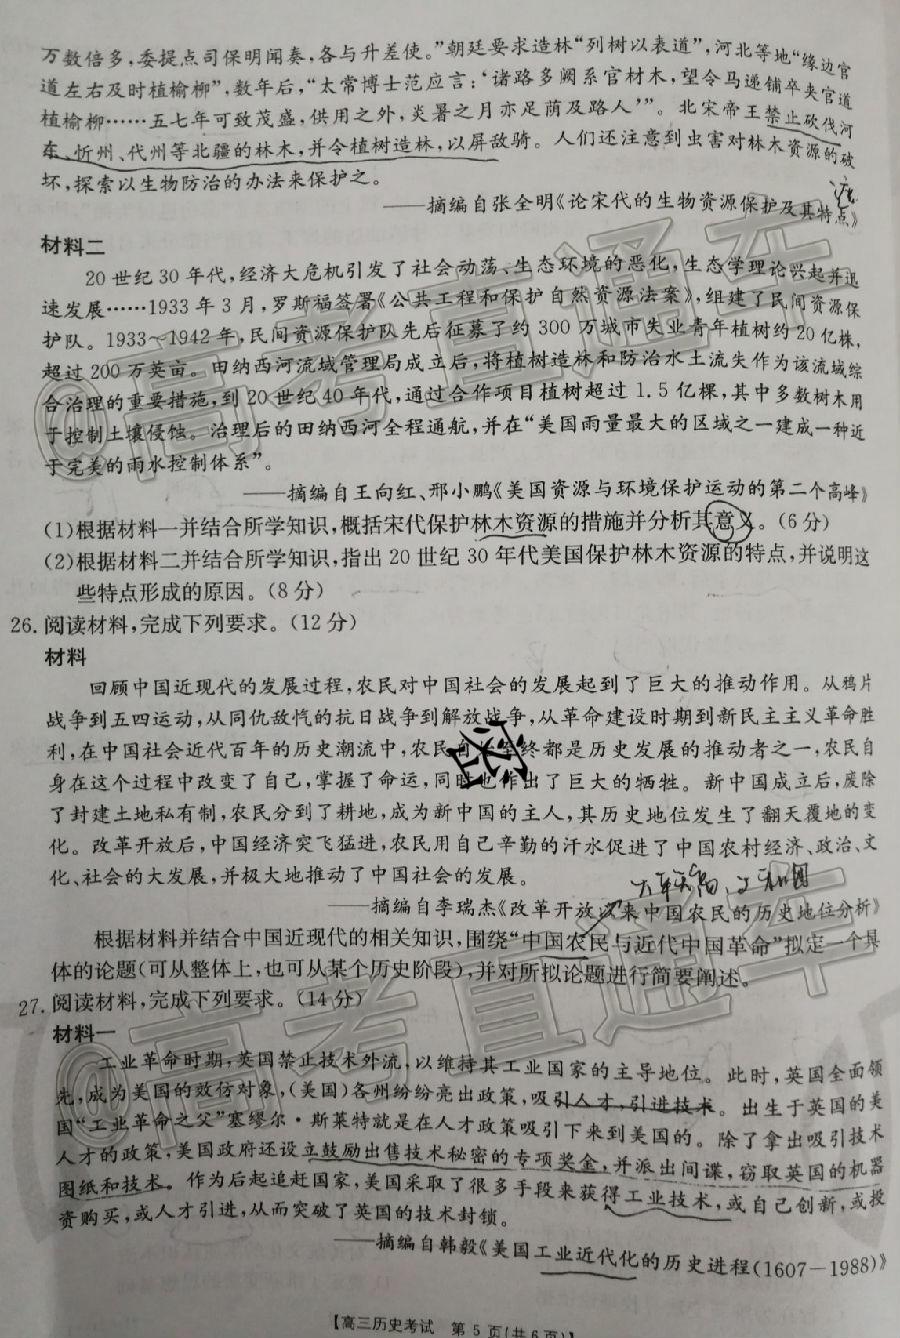 万数倍多，委提点司保明闻奏，各与升差使。”朝廷要求造林“列树以表道”，河北等地“缘边官
道左右及时植榆柳”，数年后，“太常博士范应言：‘诸路多阙系官材木，望令马递铺卒夹官道
植榆柳……五七年可致茂盛，供用之外，炎暑之月亦足荫及路人’”。北宋帝王禁止砍伐河
东、忻州、代州等北疆的林木，并令植树造林，以屏敌骑。人们还注意到虫害对林木资源的破
坏，探索以生物防治的办法来保护之。
——摘编自张全明《论宋代的生物资源保护及其特点》
材料二
20世纪30年代，经济大危机引发了社会动荡、生态环境的恶化，生态学理论兴起并迅
速发展……1933年3月，罗斯福签署《公共工程和保护自然资源法案》，组建了民间资源保
护队。1933～1942年，民间资源保护队先后征募了约300万城市失业青年植树约20亿株，
超过200万英亩。田纳西河流域管理局成立后，将植树造林和防治水土流失作为该流域综
合治理的重要措施，到20世纪40年代，通过合作项目植树超过1.5亿棵，其中多数树木用
于控制土壤侵蚀。治理后的田纳西河全程通航，并在“美国雨量最大的区域之一建成一种近
于完美的雨水控制体系”。
——摘编自王向红、邢小鹏《美国资源与环境保护运动的第二个高峰》
(1)根据材料一并结合所学知识，概括宋代保护林木资源的措施并分析其意义。(6分)
(2)根据材料二并结合所学知识，指出20世纪30年代美国保护林木资源的特点，并说明这
些特点形成的原因。(8分)
26.阅读材料，完成下列要求。(12分)
材料
回顾中国近现代的发展过程，农民对中国社会的发展起到了巨大的推动作用。从鸦片
战争到五四运动，从同仇敌忾的抗日战争到解放战争，从革命建设时期到新民主主义革命胜
利，在中国社会近代百年的历史潮流中，农民自始至终都是历史发展的推动者之一，农民自
身在这个过程中改变了自己，掌握了命运，同时也作出了巨大的牺牲。新中国成立后，废除
了封建土地私有制，农民分到了耕地，成为新中国的主人，其历史地位发生了翻天覆地的变
化。改革开放后，中国经济突飞猛进，农民用自己辛勤的汗水促进了中国农村经济、政治、文
化、社会的大发展，并极大地推动了中国社会的发展。
——摘编自李瑞杰《改革开放以来中国农民的历史地位分析》
根据材料并结合中国近现代的相关知识，围绕“中国农民与近代中国革命”拟定一个具
体的论题(可从整体上，也可从某个历史阶段)，并对所拟论题进行简要阐述。
27.阅读材料，完成下列要求。(14分)
材料一
工业革命时期，英国禁止技术外流，以维持其工业国家的主导地位。此时，英国全面领
先，成为美国的效仿对象，(美国)各州纷纷亮出政策，吸引人才，引进技术。出生于英国的美
国“工业革命之父”塞缪尔·斯莱特就是在人才政策吸引下来到美国的。除了拿出吸引技术
人才的政策，美国政府还设立鼓励出售技术秘密的专项奖金，并派出间谍，窃取英国的机器
图纸和技术。作为后起追赶国家，美国采取了很多手段来获得工业技术，或自己创新，或投
资购买，或人才引进，从而突破了英国的技术封锁。
——摘编自韩毅《美国工业近代化的历史进程(1607—1988)》
【高三历史考试　第5页(共6页)】
@高考直通车
@高考直通车
密